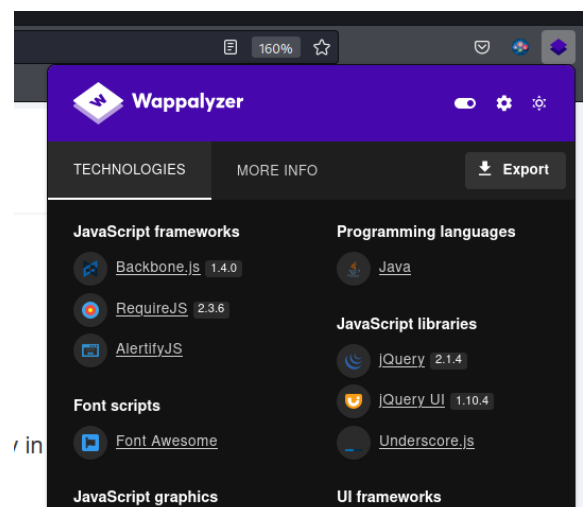 160%
Wappalyzer
TECHNOLOGIES MORE INFO Export
JavaScript frameworks
Backbone.js 1.4.0
RequireJS 2.3.6
AlertifyJS
Font scripts
Font Awesome
JavaScript graphics
Programming languages
Java
JavaScript libraries
jQuery 2.1.4
jQuery UI 1.10.4
Underscore.js
UI frameworks
in